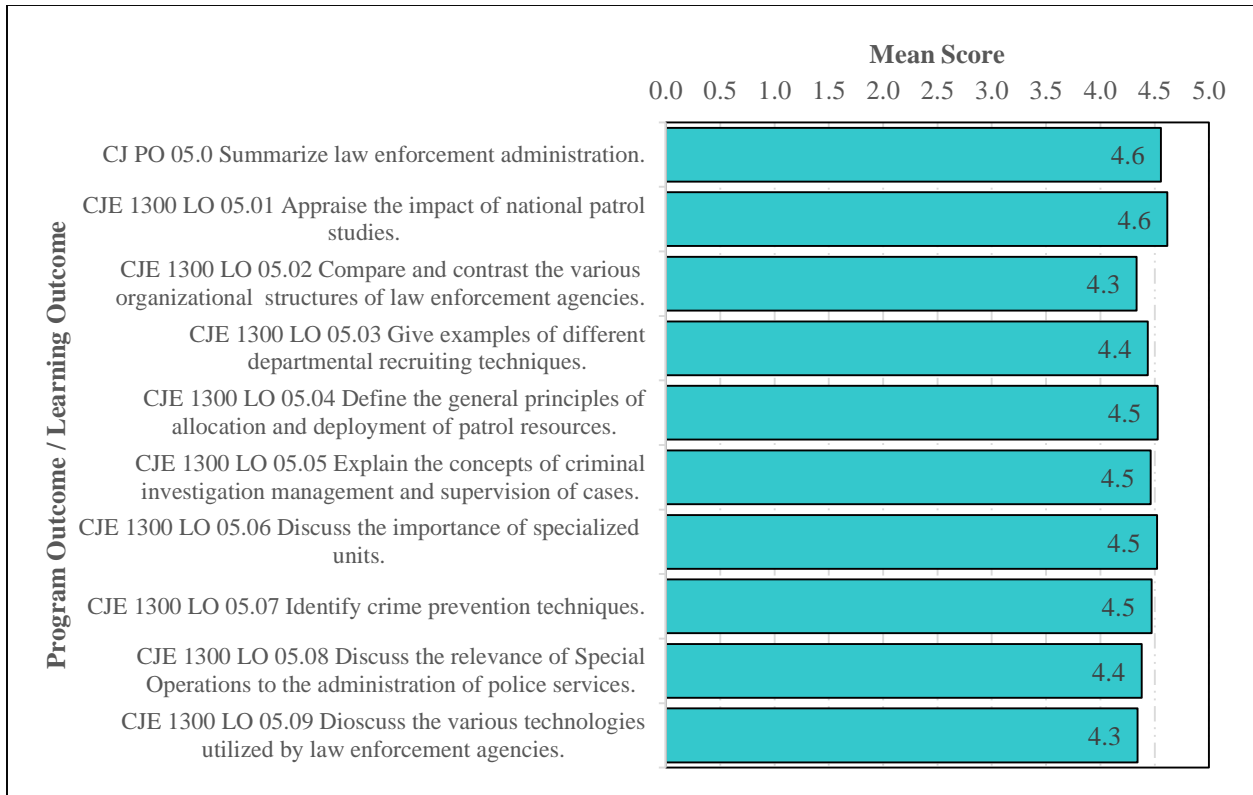 Mean Score
0.0 0.5 1.0 1.5 2.0 2.5 3.0 3.5 4.0 4.5 5.0
Program Outcome / Learning Outcome
CJ PO 05.0 Summarize law enforcement administration.
4.6
CJE 1300 LO 05.01 Appraise the impact of national patrol
studies.
4.6
CJE 1300 LO 05.02 Compare and contrast the various
organizational structures of law enforcement agencies.
4.3
CJE 1300 LO 05.03 Give examples of different
departmental recruiting techniques.
4.4
CJE 1300 LO 05.04 Define the general principles of
allocation and deployment of patrol resources.
4.5
CJE 1300 LO 05.05 Explain the concepts of criminal
investigation management and supervision of cases.
4.5
CJE 1300 LO 05.06 Discuss the importance of specialized
units.
4.5
CJE 1300 LO 05.07 Identify crime prevention techniques.
4.5
CJE 1300 LO 05.08 Discuss the relevance of Special
Operations to the administration of police services.
4.4
CJE 1300 LO 05.09 Dioscuss the various technologies
utilized by law enforcement agencies.
4.3